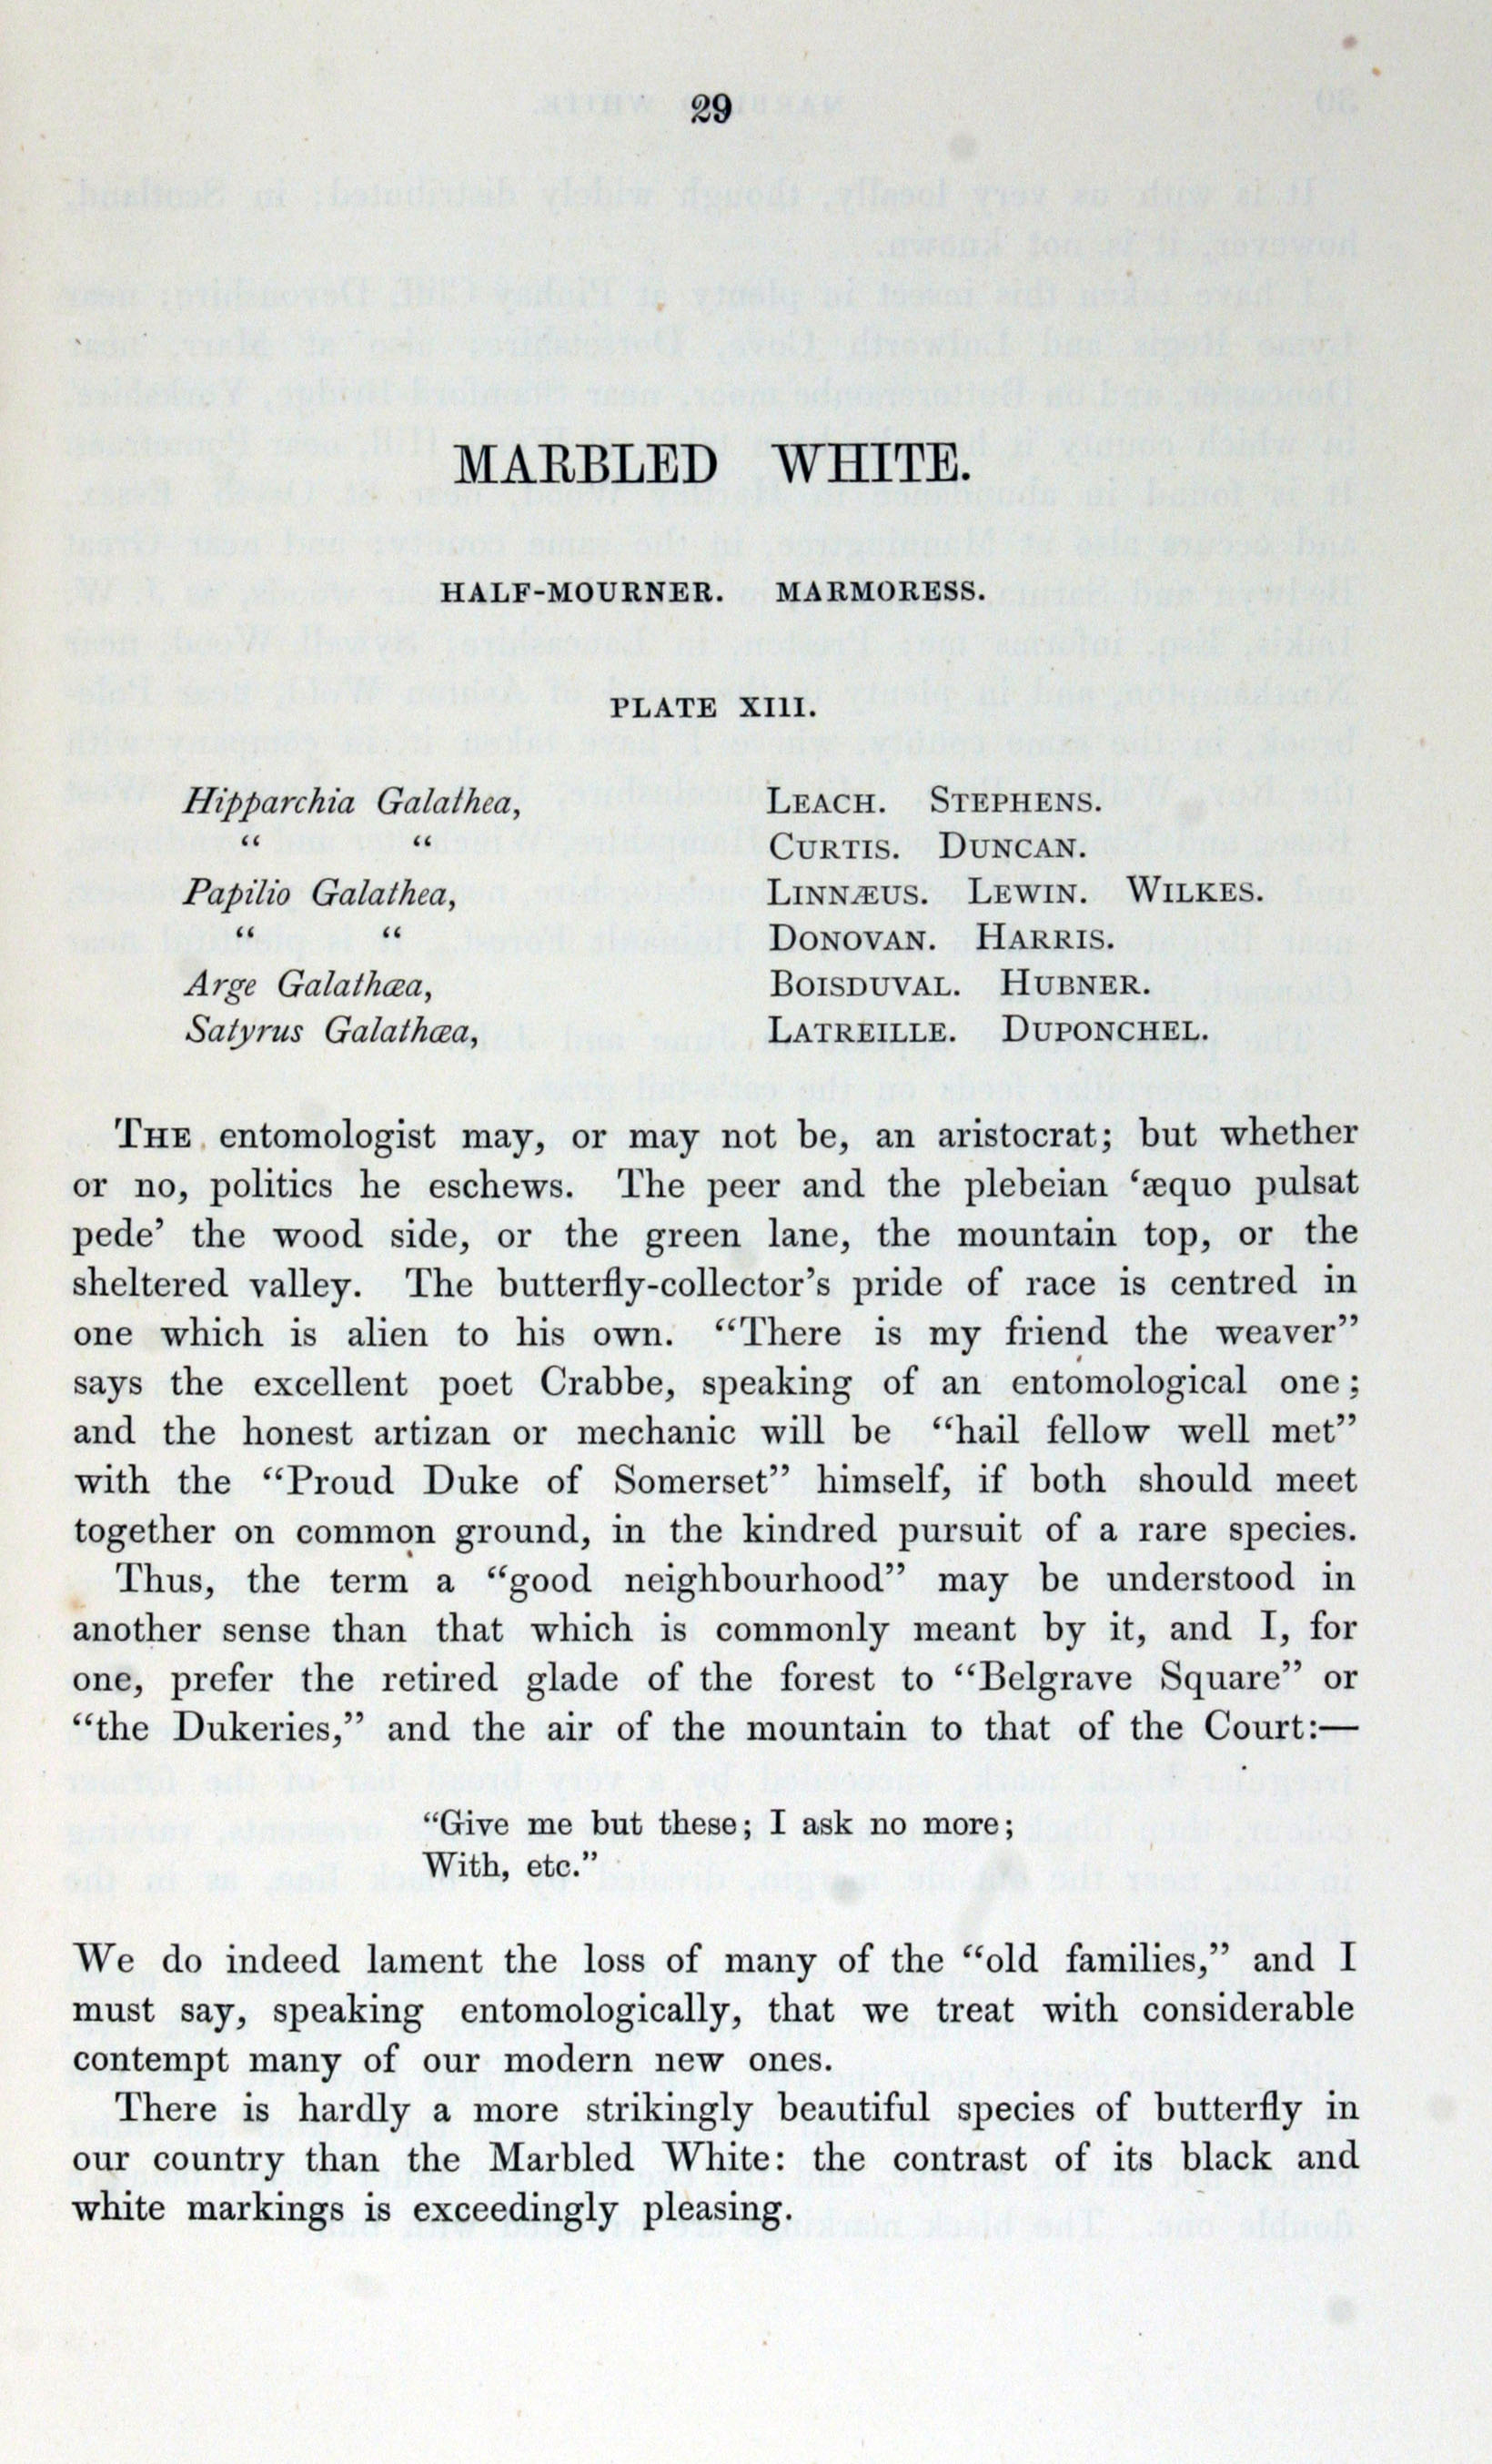 29
MARBLED WHITE.
HALF-MOURNER. MARMORESS.
PLATE XIII.
Hipparchia Galathea, LEACH. STEPHENS.
“ “ CURTIS. DUNCAN.
Papilio Galathea, LINNÆUS. LEWIN. WILKES.
“ “ DONOVAN. HARRIS.
Arge Galathæa, BOISDUVAL. HUBNER.
Satyrus Galathæa, LATREILLE. DUPONCHEL.
THE entomologist may, or may not be, an aristocrat; but whether
or no, politics he eschews. The peer and the plebeian ‘æquo pulsat
pede’ the wood side, or the green lane, the mountain top, or the
sheltered valley. The butterfly-collector’s pride of race is centred in
one which is alien to his own. “There is my friend the weaver”
says the excellent poet Crabbe, speaking of an entomological one;
and the honest artizan or mechanic will be “hail fellow well met”
with the “Proud Duke of Somerset” himself, if both should meet
together on common ground, in the kindred pursuit of a rare species.
Thus, the term a “good neighbourhood” may be understood in
another sense than that which is commonly meant by it, and I, for
one, prefer the retired glade of the forest to “Belgrave Square” or
“the Dukeries,” and the air of the mountain to that of the Court:—
“Give me but these; I ask no more;
With, etc.”
We do indeed lament the loss of many of the “old families,” and I
must say, speaking entomologically, that we treat with considerable
contempt many of our modern new ones.
There is hardly a more strikingly beautiful species of butterfly in
our country than the Marbled White: the contrast of its black and
white markings is exceedingly pleasing.